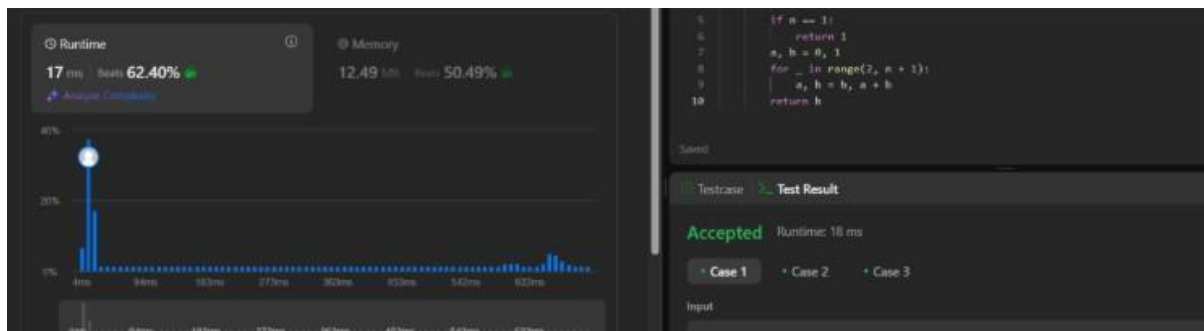 Runtime
17 ms Beats 62.40%
Analyze Complexity
Memory
12.49 MB Beats 50.49%
40%
20%
0%
4ms 94ms 183ms 273ms 363ms 453ms 542ms 632ms
5 if n == 1:
6 return 1
7 a, b = 0, 1
8 for _ in range(2, n + 1):
9 a, b = b, a + b
10 return b
Saved
Testcase Test Result
Accepted Runtime: 18 ms
Case 1 Case 2 Case 3
Input